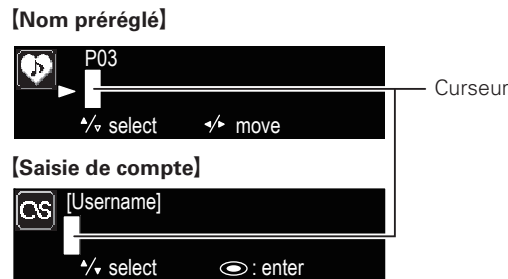 【Nom préréglé】
P03
Curseur
select move
【Saisie de compte】
[Username]
select : enter